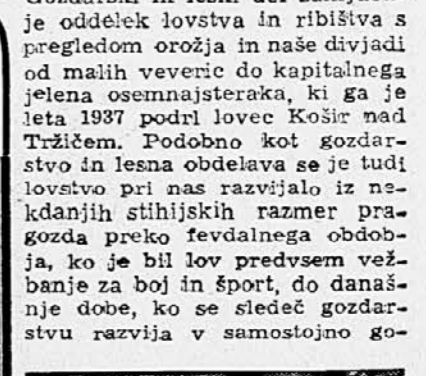 je oddelek lovstva in ribištva s
pregledom orožja in naše divjadi
od malih veveric do kapitalnega
jelena osemnajsteraka, ki ga je
leta 1937 podrl lovec Košir nad
Tržičem. Podobno kot gozdar-
stvo in lesna obdelava se je tudi
lovstvo pri nas razvijalo iz ne-
kdanjih stihijskih razmer pra-
gozda preko fevdalnega obdob-
ja, ko je bil lov predvsem vež-
banje za boj in šport, do današ-
nje dobe, ko se sledeč gozdar-
stvu razvija v samostojno go-